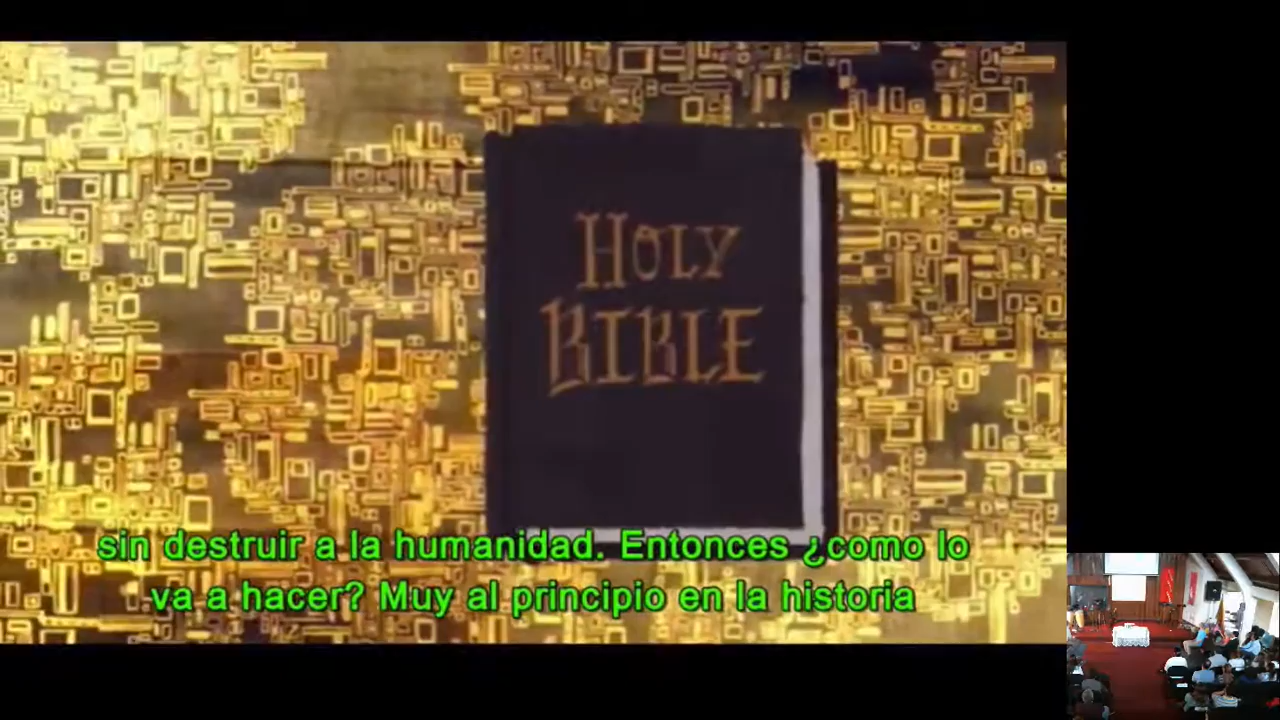 HOLY
BIBLE
sin destruir a la humanidad. Entonces ¿como lo
va a hacer? Muy al principio en la historia